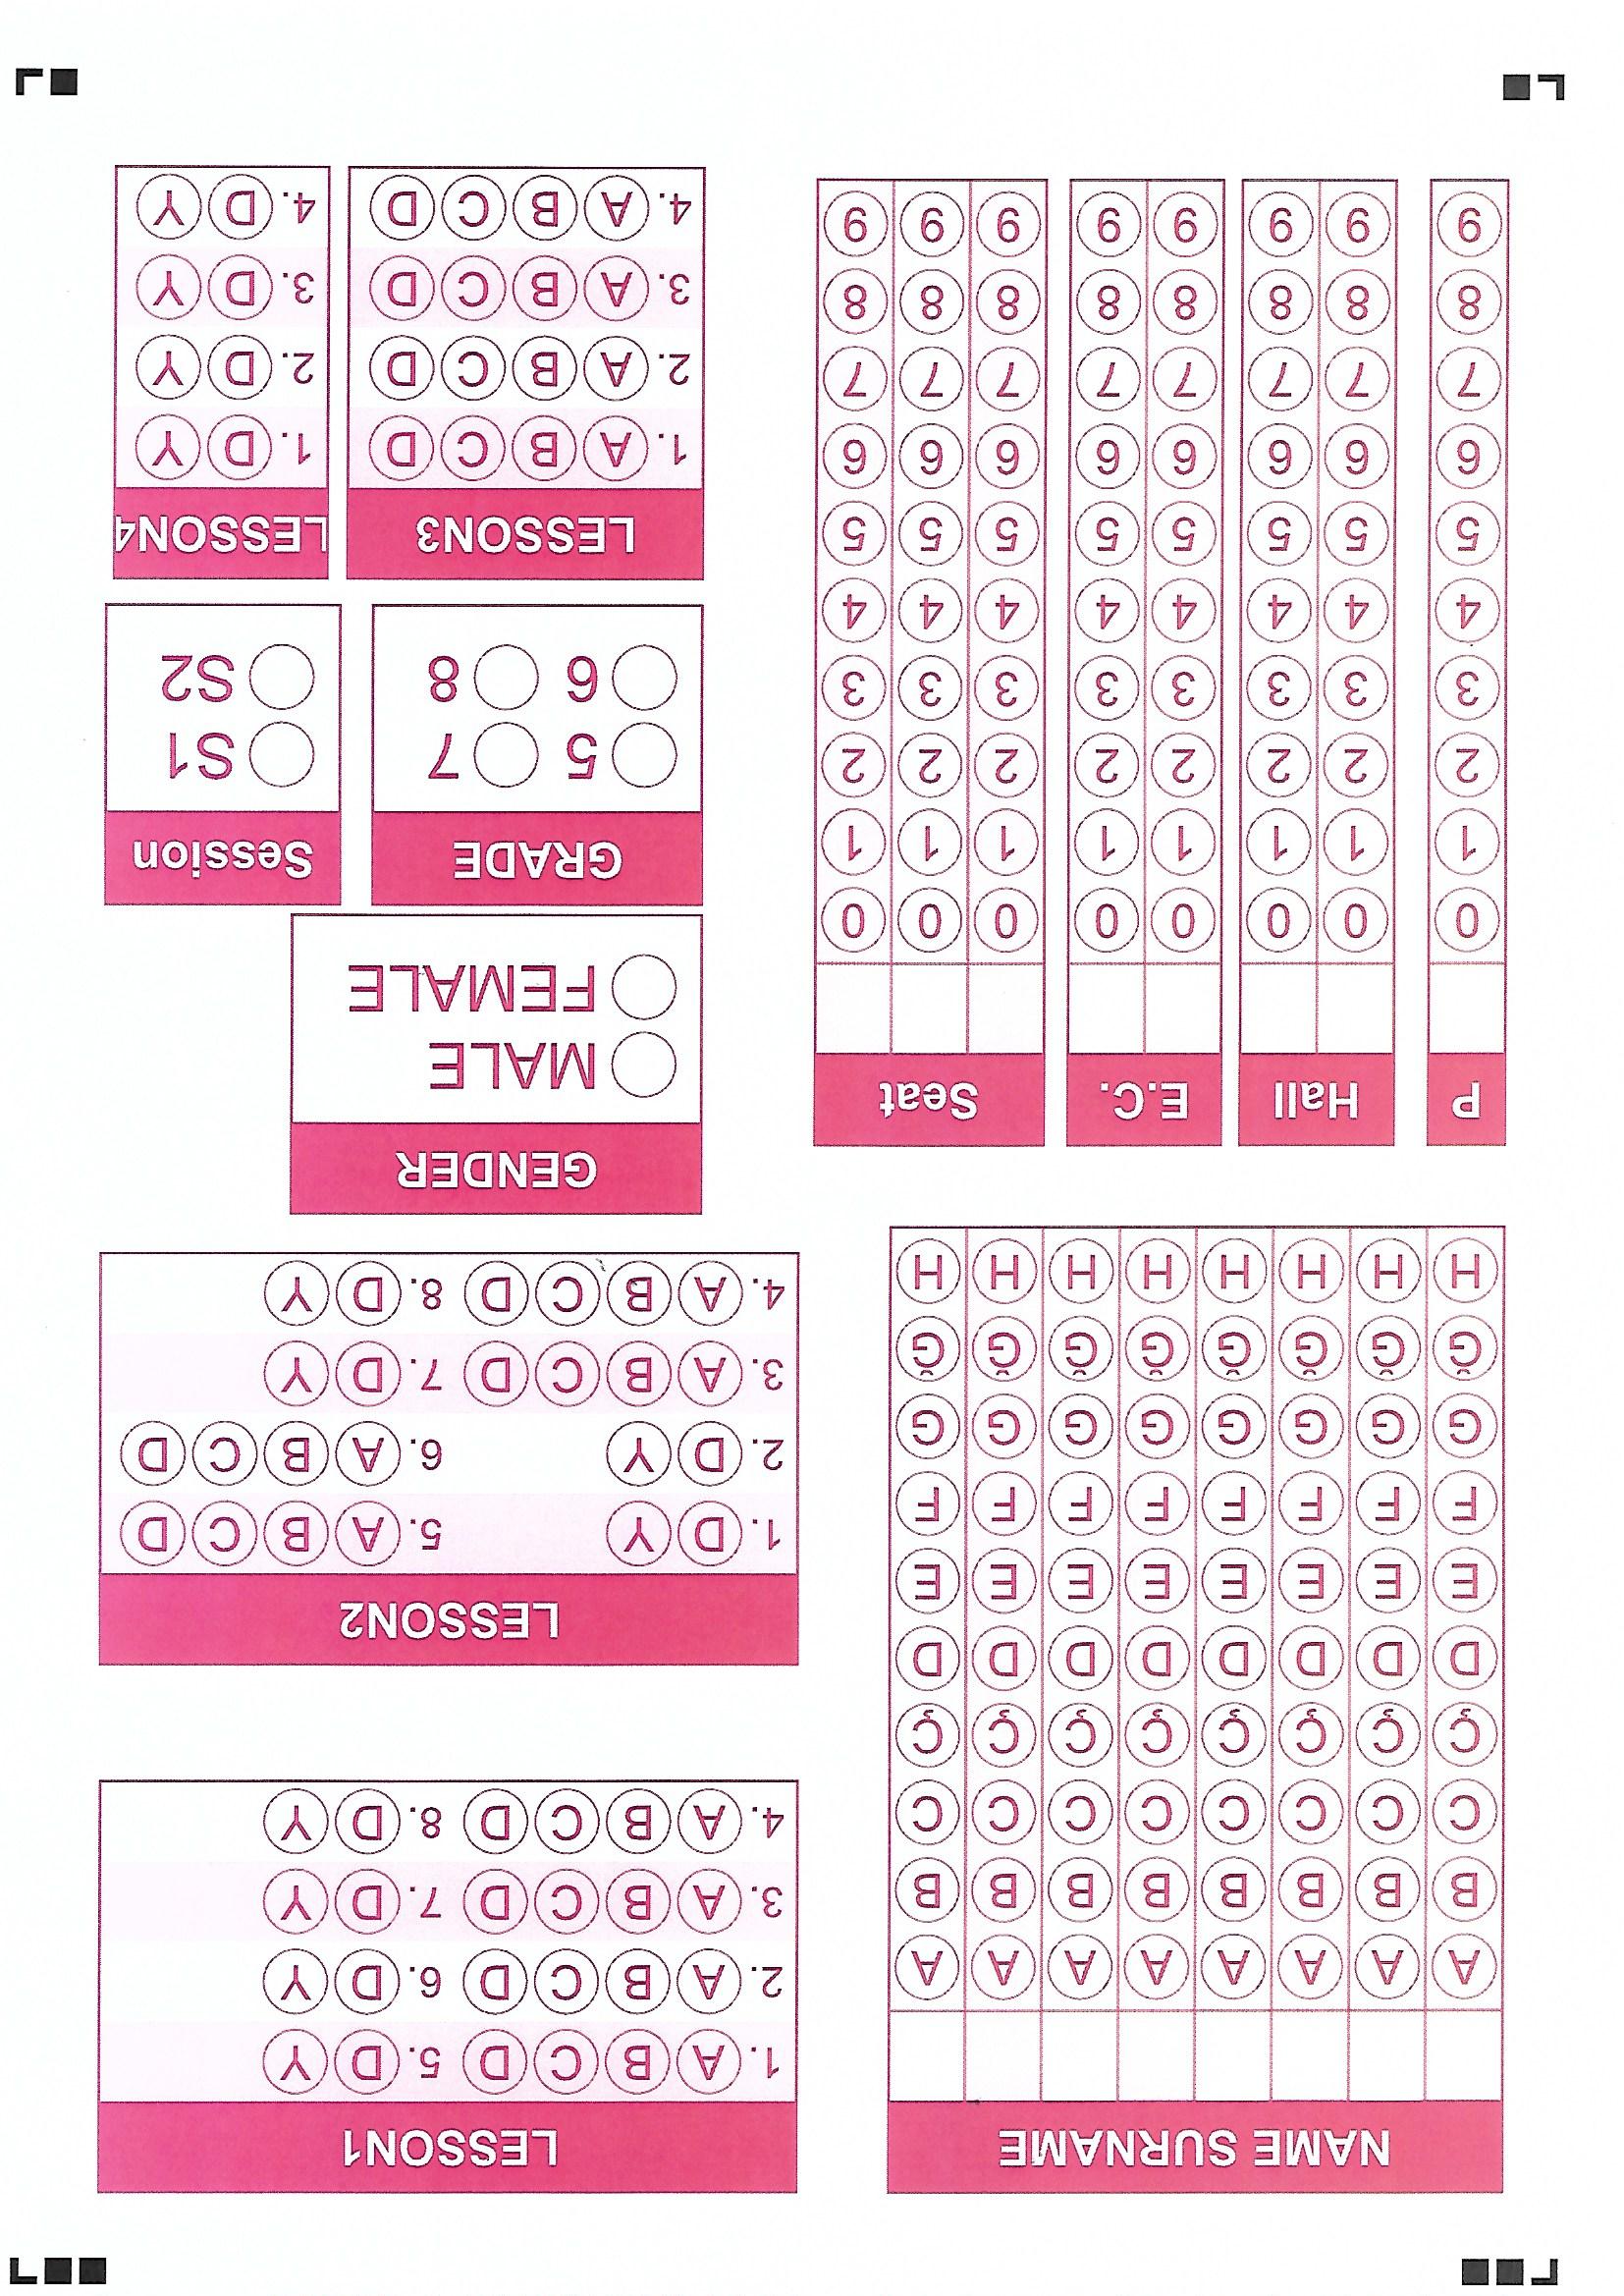 NAME SURNAME
A A A A A A A A
B B B B B B B B
C C C C C C C C
Ç Ç Ç Ç Ç Ç Ç Ç
D D D D D D D D
E E E E E E E E
F F F F F F F F
G G G G G G G G
Ğ Ğ Ğ Ğ Ğ Ğ Ğ Ğ
H H H H H H H H
P Hall E.C. Seat
0 0 0 0 0 0 0 0
1 1 1 1 1 1 1 1
2 2 2 2 2 2 2 2
3 3 3 3 3 3 3 3
4 4 4 4 4 4 4 4
5 5 5 5 5 5 5 5
6 6 6 6 6 6 6 6
7 7 7 7 7 7 7 7
8 8 8 8 8 8 8 8
9 9 9 9 9 9 9 9
LESSON1
1. A B C D 5. D Y
2. A B C D 6. D Y
3. A B C D 7. D Y
4. A B C D 8. D Y
LESSON2
1. D Y 5. A B C D
2. D Y 6. A B C D
3. A B C D 7. D Y
4. A B C D 8. D Y
GENDER
MALE
FEMALE
GRADE
5 7
6 8
Session
S1
S2
LESSON3
1. A B C D
2. A B C D
3. A B C D
4. A B C D
LESSON4
1. D Y
2. D Y
3. D Y
4. D Y